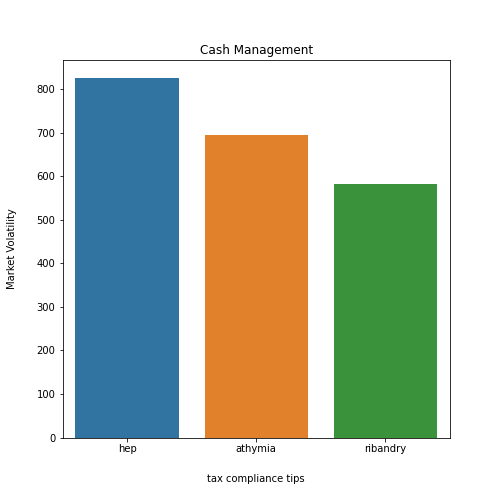 Cash Management
Market Volatility
800
700
600
500
400
300
200
100
0
hep athymia ribandry
tax compliance tips